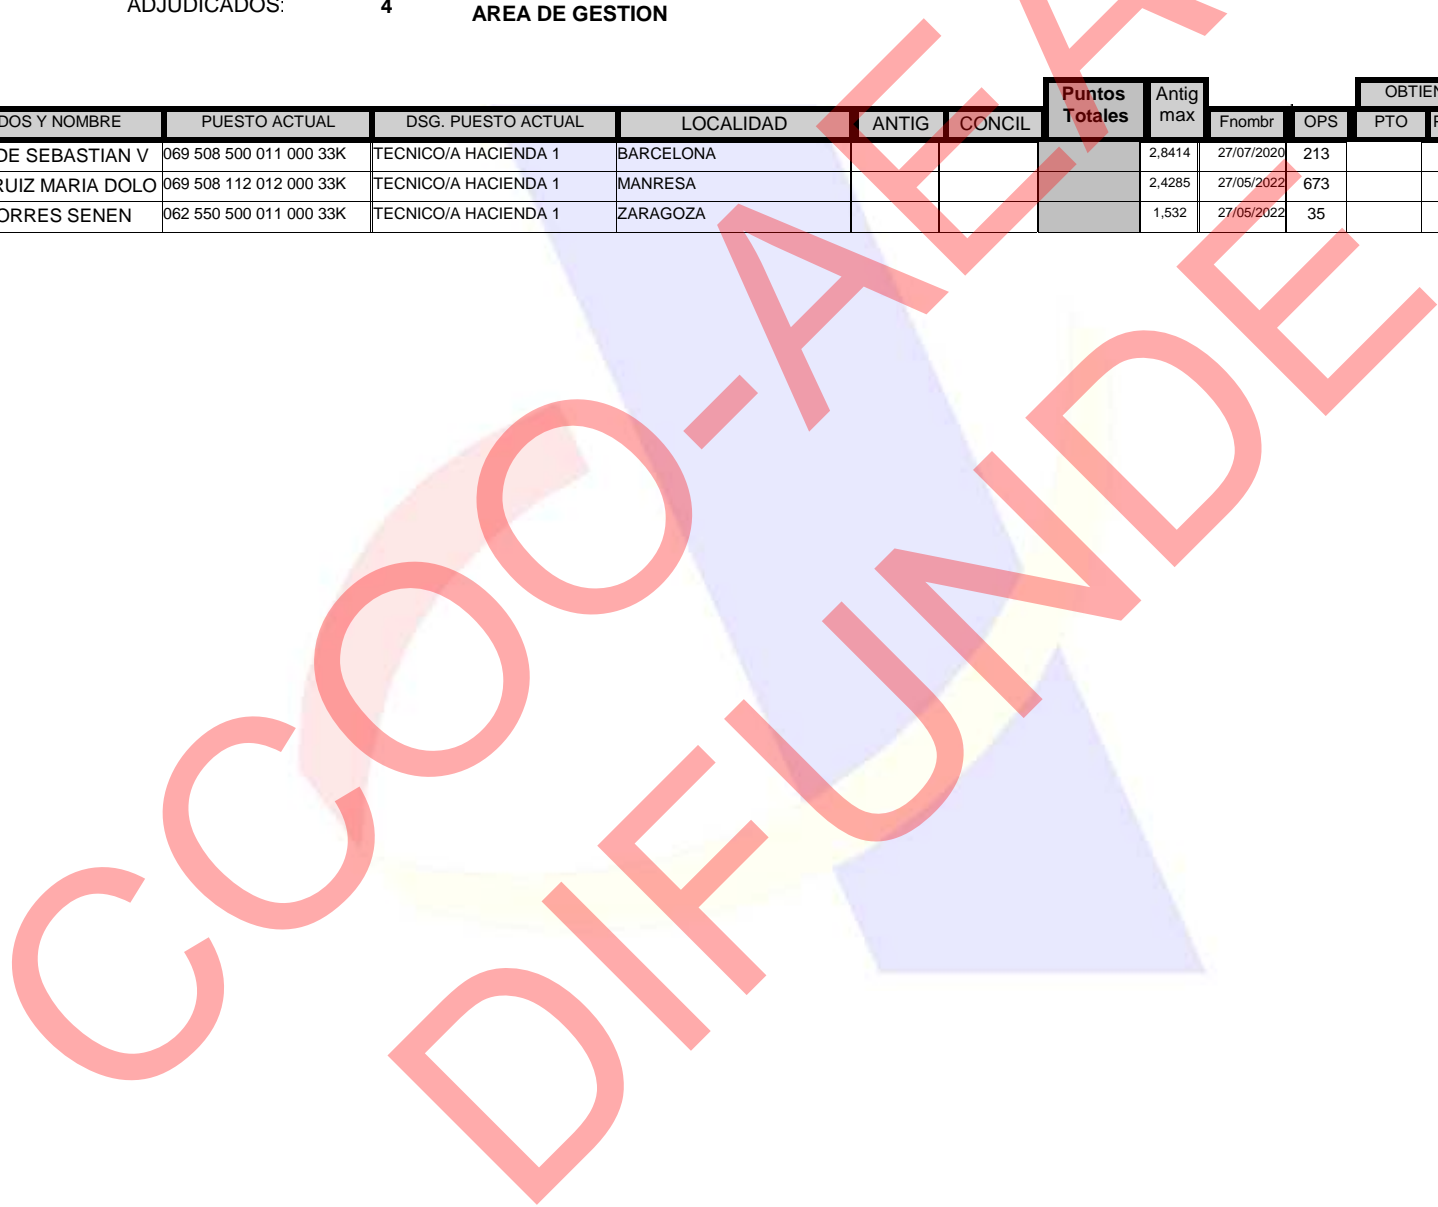 ADJUDICADOS: 4 AREA DE GESTION
Puntos Totales Antig max OBTIEN
DOS Y NOMBRE PUESTO ACTUAL DSG. PUESTO ACTUAL LOCALIDAD ANTIG CONCIL Fnombr OPS PTO
DE SEBASTIAN V 069 508 500 011 000 33K TECNICO/A HACIENDA 1 BARCELONA 2,8414 27/07/2020 213
RUIZ MARIA DOLO 069 508 112 012 000 33K TECNICO/A HACIENDA 1 MANRESA 2,4285 27/05/2022 673
ORRES SENEN 062 550 500 011 000 33K TECNICO/A HACIENDA 1 ZARAGOZA 1,532 27/05/2022 35
CCOO-AEA
DIFUNDE